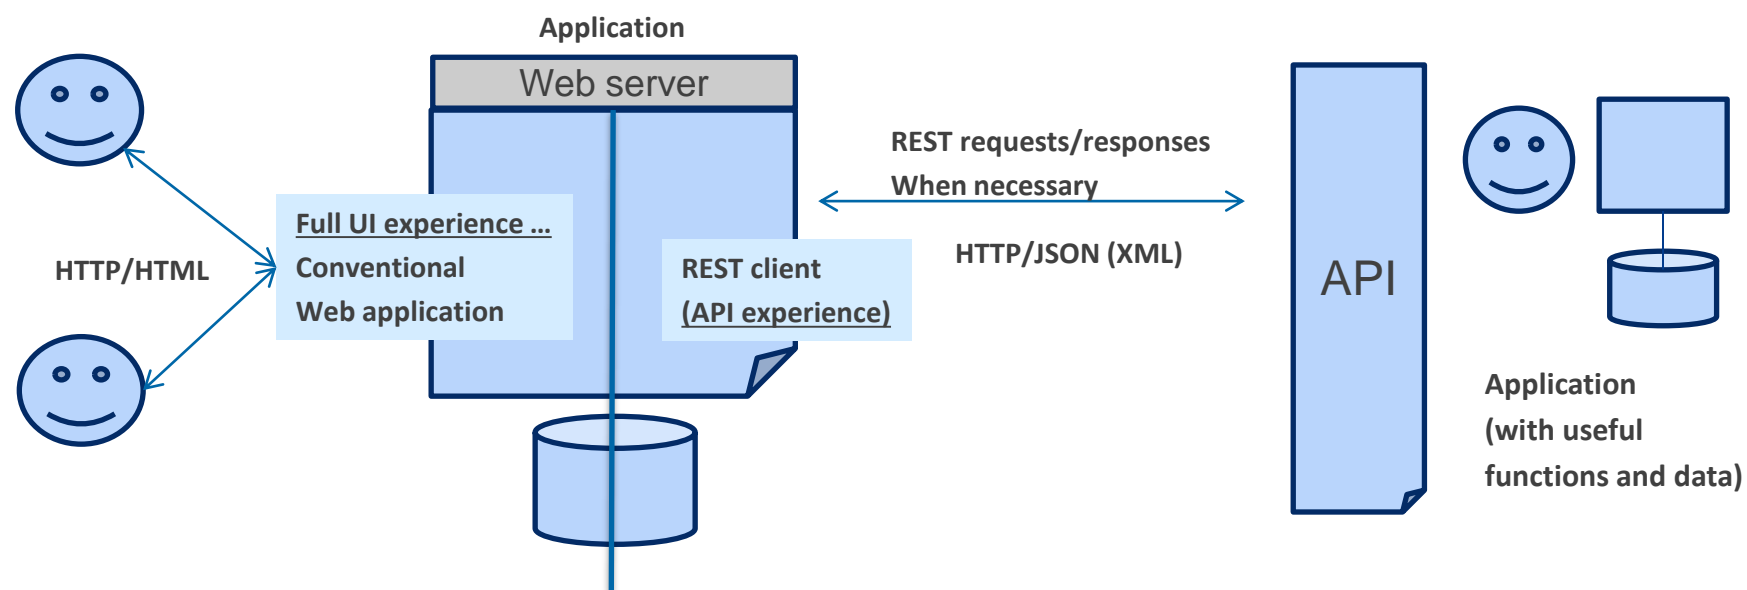 Application
Web server
HTTP/HTML
Full UI experience ...
Conventional
Web application
REST client
(API experience)
REST requests/responses
When necessary
HTTP/JSON (XML)
API
Application
(with useful
functions and data)